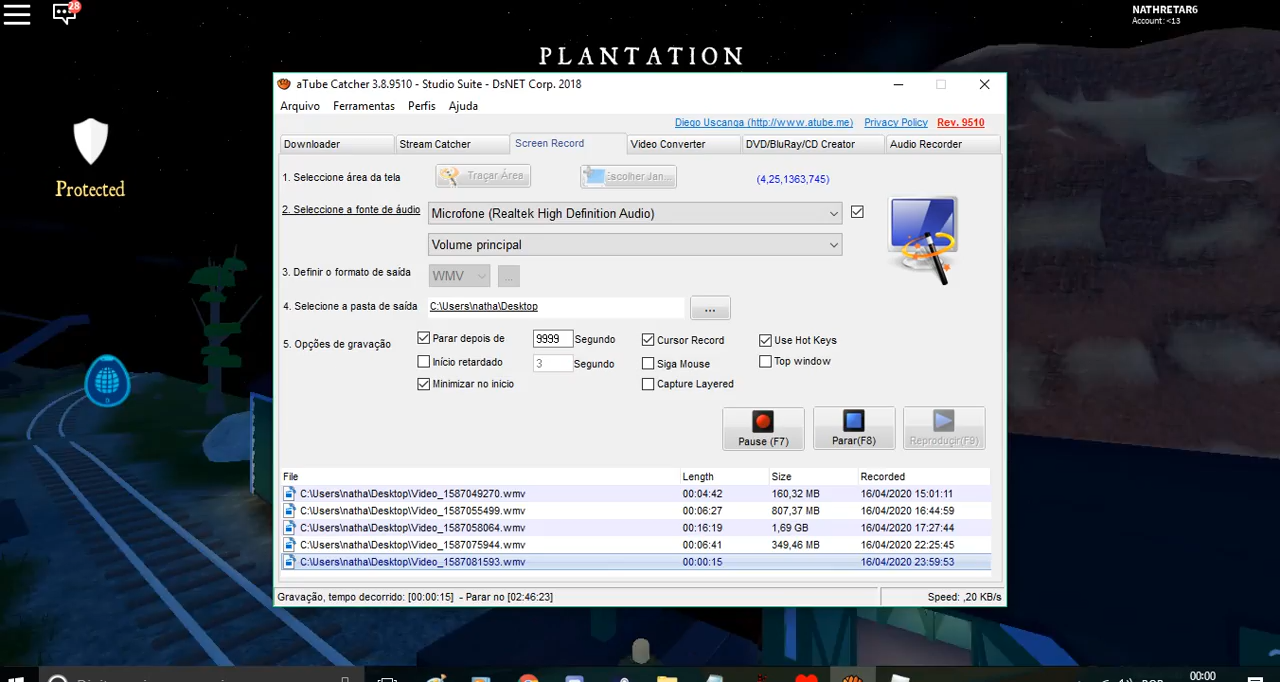 28
NATHRETAR6
Account: <13
PLANTATION
aTube Catcher 3.8.9510 - Studio Suite - DsNET Corp. 2018
Arquivo Ferramentas Perfis Ajuda
Diego Uscanga (http://www.atube.me) Privacy Policy Rev. 9510
Downloader Stream Catcher Screen Record Video Converter DVD/BluRay/CD Creator Audio Recorder
Protected
1. Seleccione área da tela Traçar Área Escolher Jan... (4,25,1363,745)
2. Seleccione a fonte de áudio Microfone (Realtek High Definition Audio)
Volume principal
3. Definir o formato de saída WMV ...
4. Selecione a pasta de saída C:\Users\natha\Desktop ...
5. Opções de gravação
Parar depois de 9999 Segundo Cursor Record Use Hot Keys
Início retardado 3 Segundo Siga Mouse Top window
Minimizar no inicio Capture Layered
Pause (F7) Parar(F8) Reproduçir(F9)
File Length Size Recorded
C:\Users\natha\Desktop\Video_1587049270.wmv 00:04:42 160,32 MB 16/04/2020 15:01:11
C:\Users\natha\Desktop\Video_1587055499.wmv 00:06:27 807,37 MB 16/04/2020 16:44:59
C:\Users\natha\Desktop\Video_1587058064.wmv 00:16:19 1,69 GB 16/04/2020 17:27:44
C:\Users\natha\Desktop\Video_1587075944.wmv 00:06:41 349,46 MB 16/04/2020 22:25:45
C:\Users\natha\Desktop\Video_1587081593.wmv 00:00:15 16/04/2020 23:59:53
Gravação, tempo decorrido: [00:00:15] - Parar no [02:46:23] Speed: ,20 KB/s
00:00